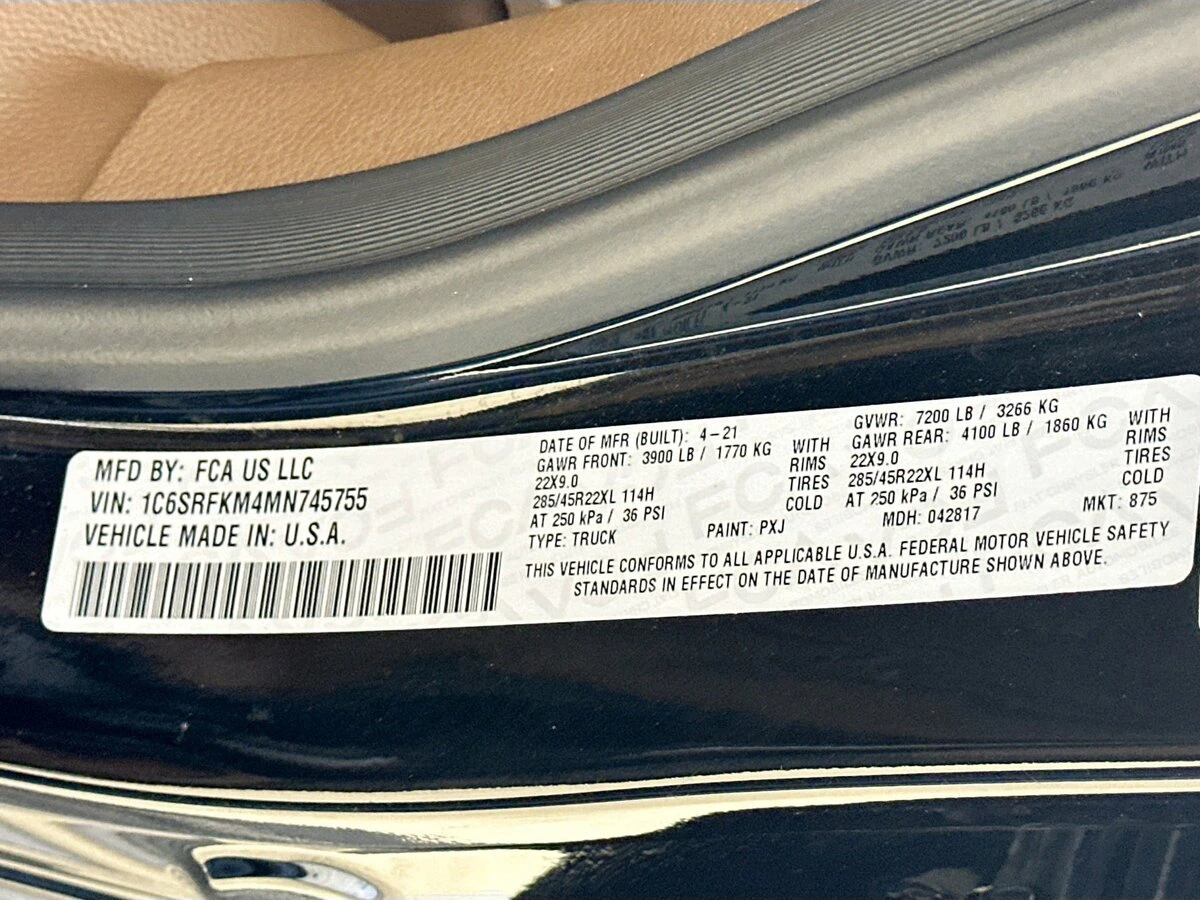 MFD BY: FCA US LLC
VIN: 1C6SRFKM4MN745755
VEHICLE MADE IN: U.S.A.
DATE OF MFR (BUILT): 4-21
GAWR FRONT: 3900 LB / 1770 KG WITH
22X9.0 RIMS
285/45R22XL 114H TIRES
AT 250 kPa / 36 PSI COLD
TYPE: TRUCK PAINT: PXJ
GVWR: 7200 LB / 3266 KG
GAWR REAR: 4100 LB / 1860 KG WITH
22X9.0 RIMS
285/45R22XL 114H TIRES
AT 250 kPa / 36 PSI COLD
MDH: 042817 MKT: 875
THIS VEHICLE CONFORMS TO ALL APPLICABLE U.S.A. FEDERAL MOTOR VEHICLE SAFETY
STANDARDS IN EFFECT ON THE DATE OF MANUFACTURE SHOWN ABOVE.